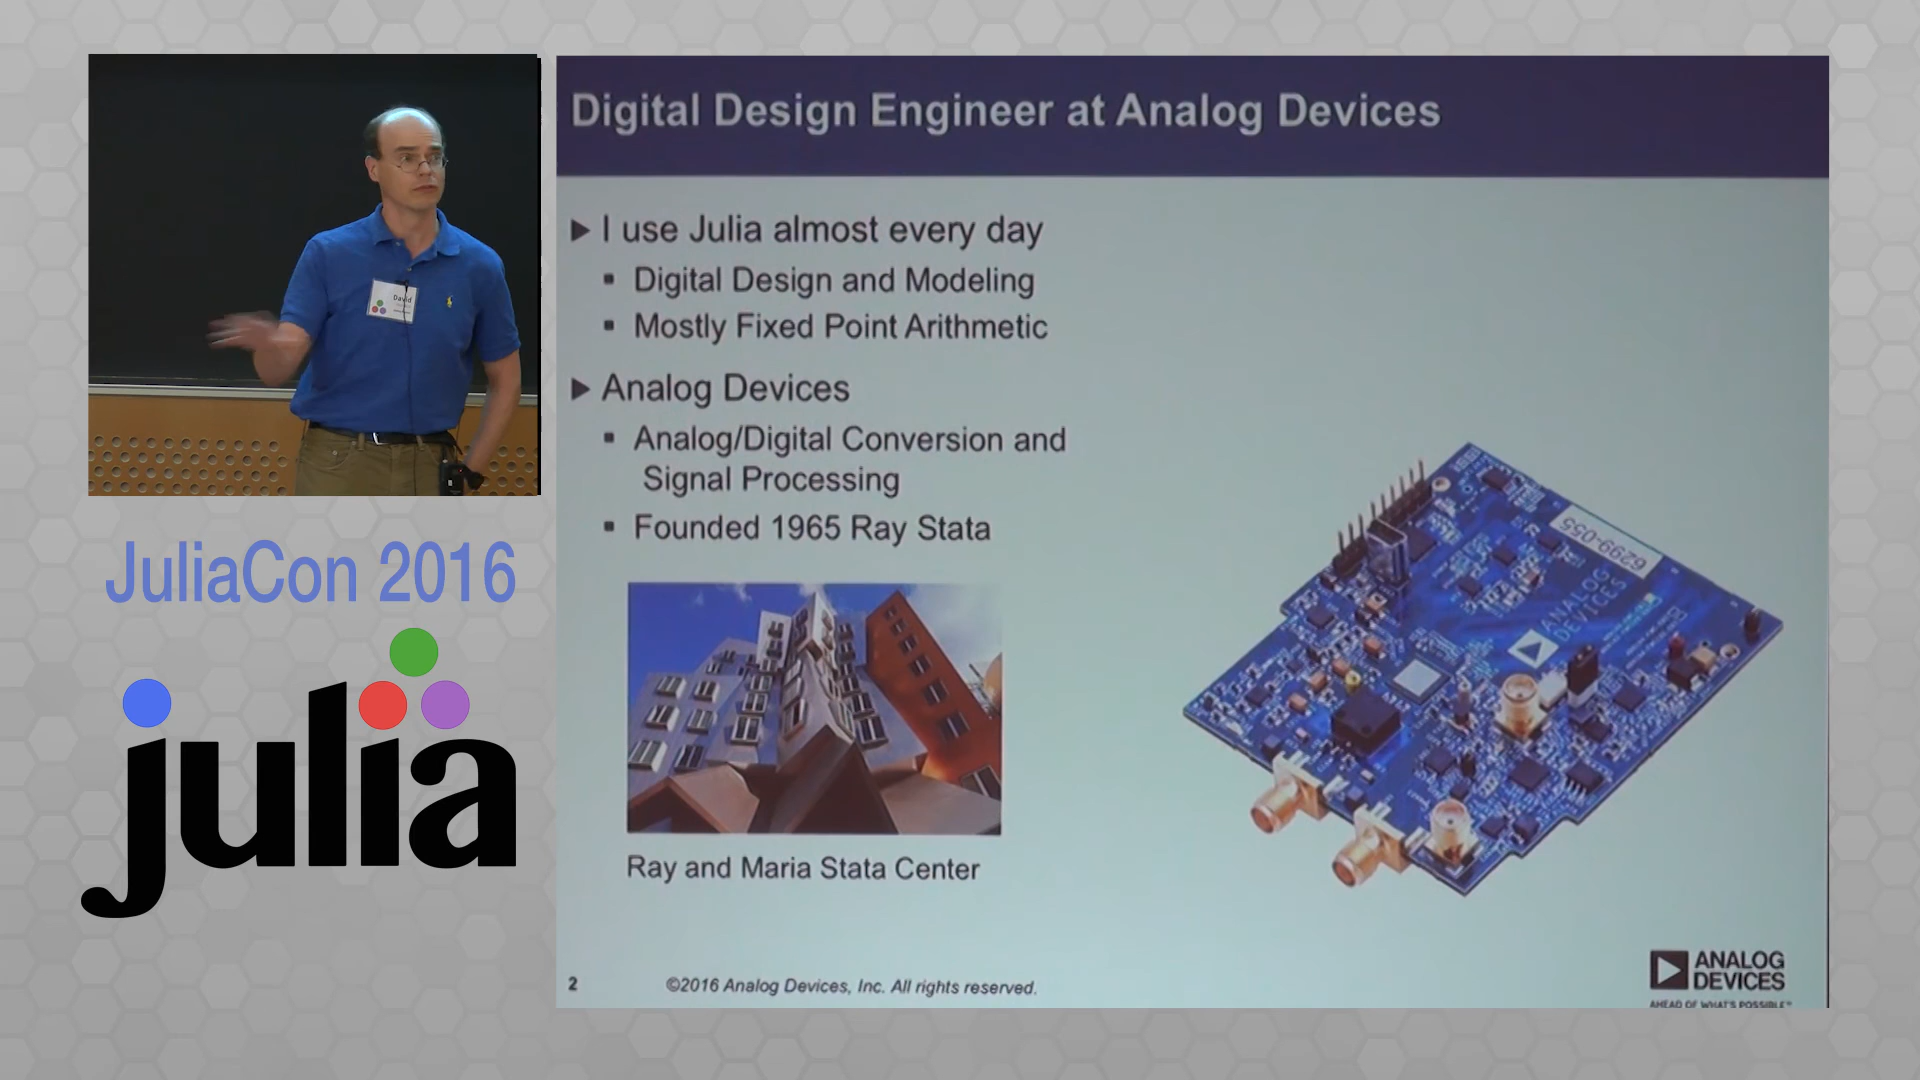 Digital Design Engineer at Analog Devices
I use Julia almost every day
Digital Design and Modeling
Mostly Fixed Point Arithmetic
Analog Devices
Analog/Digital Conversion and
Signal Processing
Founded 1965 Ray Stata
Ray and Maria Stata Center
6299-055
ANALOG
DEVICES
2
©2016 Analog Devices, Inc. All rights reserved.
ANALOG
DEVICES
AHEAD OF WHAT'S POSSIBLE™
David
JuliaCon 2016
julia